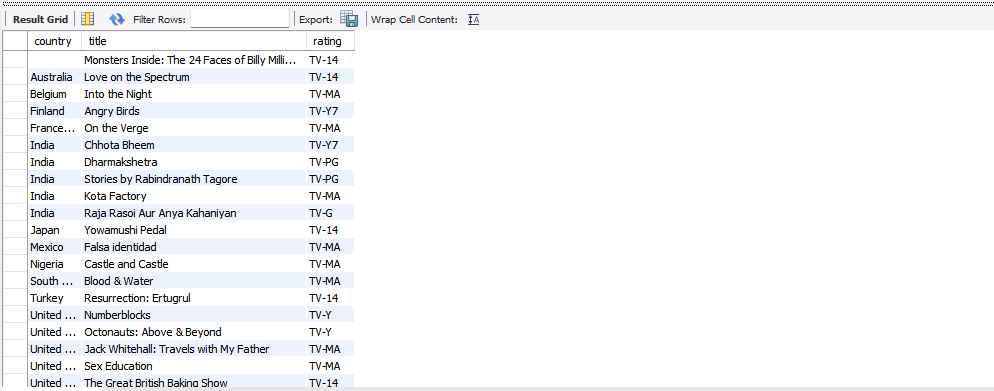 Result Grid Filter Rows: Export: Wrap Cell Content: IA
country title rating
Monsters Inside: The 24 Faces of Billy Milli... TV-14
Australia Love on the Spectrum TV-14
Belgium Into the Night TV-MA
Finland Angry Birds TV-Y7
France... On the Verge TV-MA
India Chhota Bheem TV-Y7
India Dharmakshetra TV-PG
India Stories by Rabindranath Tagore TV-PG
India Kota Factory TV-MA
India Raja Rasoi Aur Anya Kahaniyan TV-G
Japan Yowamushi Pedal TV-14
Mexico Falsa identidad TV-MA
Nigeria Castle and Castle TV-MA
South ... Blood & Water TV-MA
Turkey Resurrection: Ertugrul TV-14
United ... Numberblocks TV-Y
United ... Octonauts: Above & Beyond TV-Y
United ... Jack Whitehall: Travels with My Father TV-MA
United ... Sex Education TV-MA
United ... The Great British Baking Show TV-14